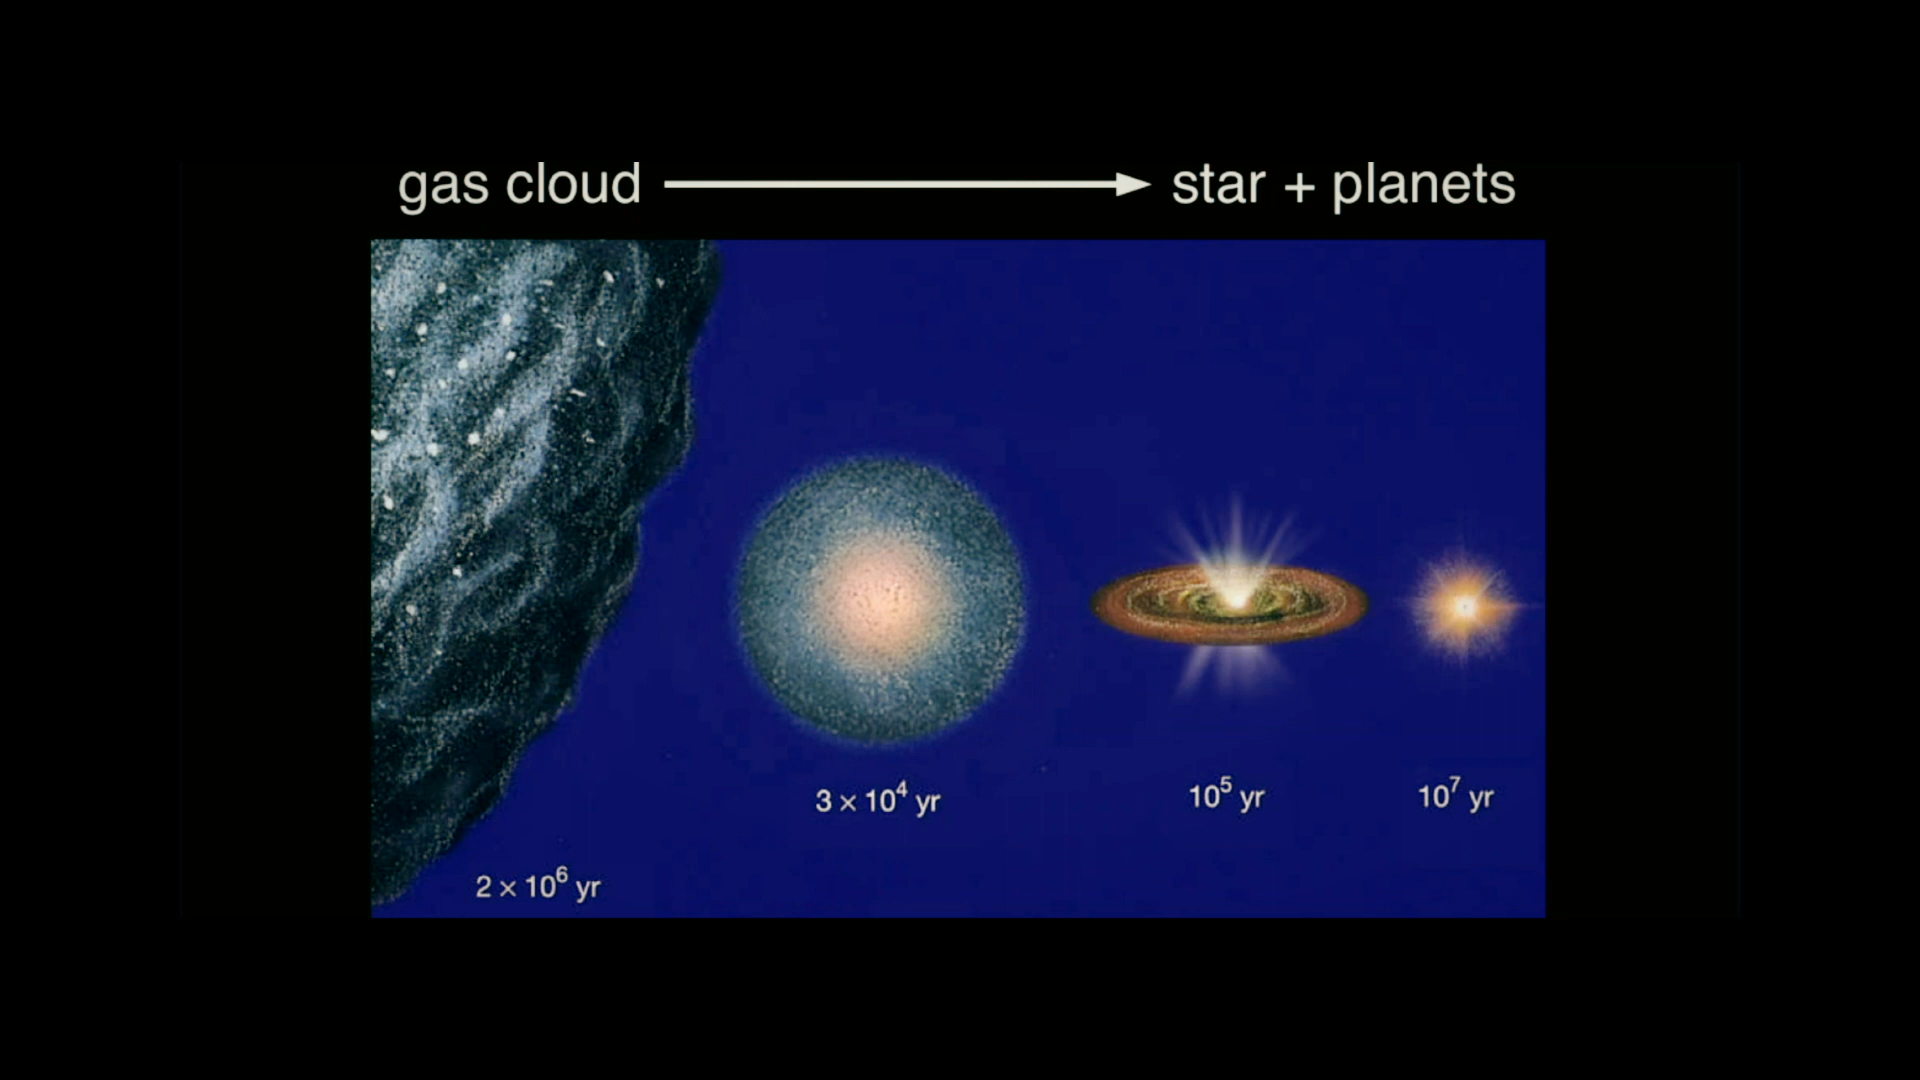 gas cloud → star + planets
3 × 10⁴ yr
10⁵ yr
10⁷ yr
2 × 10⁶ yr